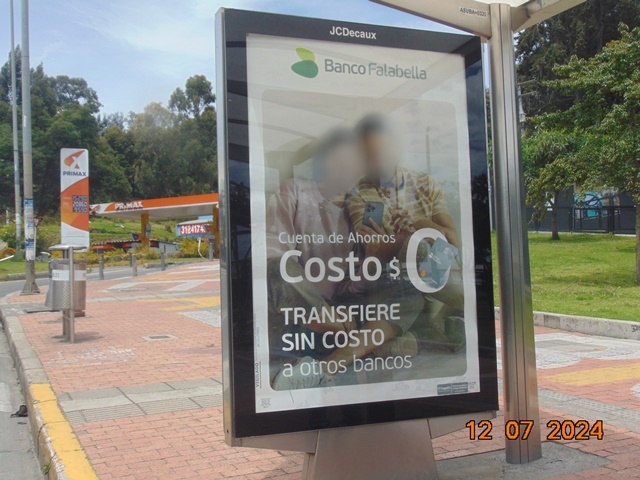 JCDecaux
Banco Falabella
PRIMAX
PRIMAX
Cuenta de Ahorros
Costo $0
TRANSFIERE
SIN COSTO
a otros bancos
12 07 2024